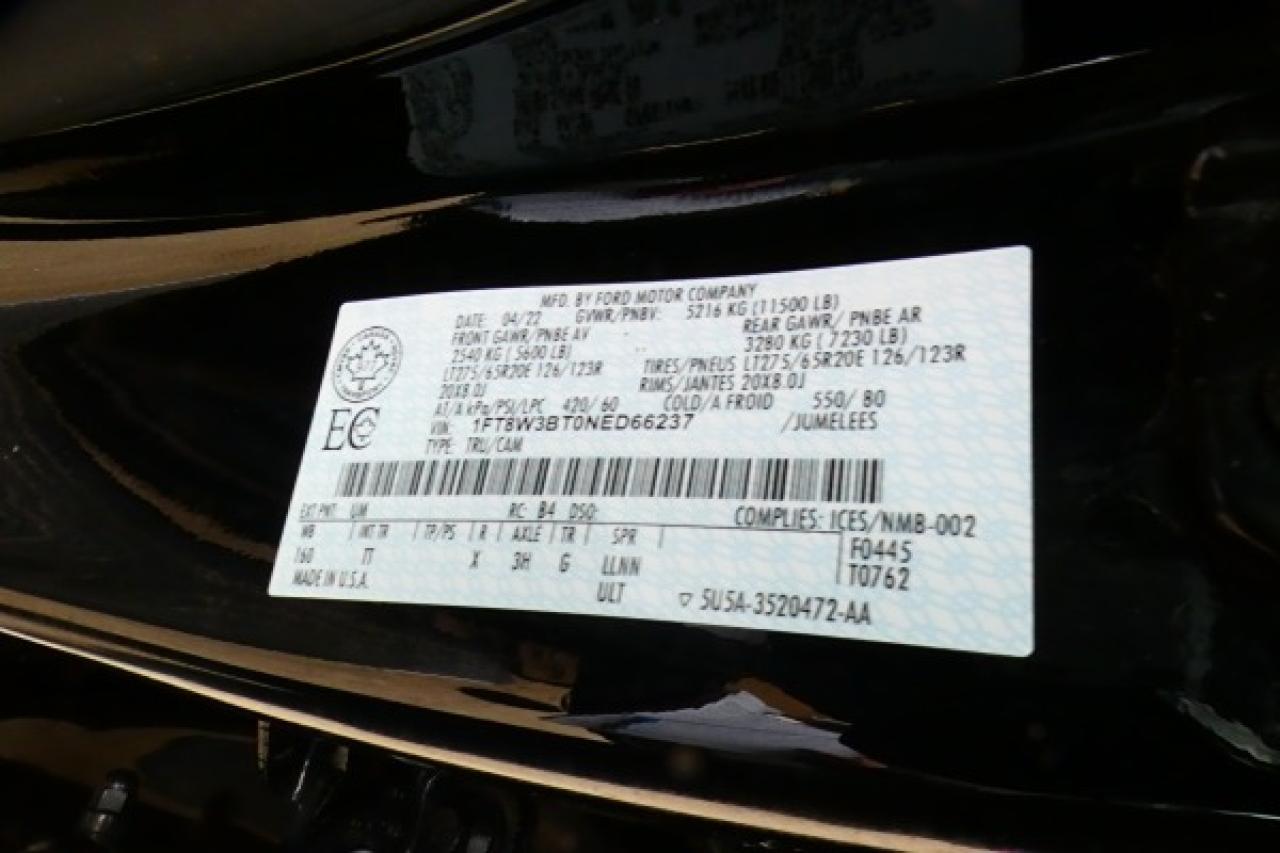 MFD. BY FORD MOTOR COMPANY
DATE: 04/22 GVWR/PNBV: 5216 KG (11500 LB)
FRONT GAWR/PNBE AV REAR GAWR/ PNBE AR
2540 KG ( 5600 LB) 3280 KG ( 7230 LB)
LT275/65R20E 126/123R TIRES/PNEUS LT275/65R20E 126/123R
20X8.0J RIMS/JANTES 20X8.0J
AT/A kPa/PSI/LPC 420/ 60 COLD/A FROID 550/ 80
VIN: 1FT8W3BT0NED66237 /JUMELEES
TYPE: TRU/CAM
EC
EXT PNT: UM RC: B4 DSO: COMPLIES: ICES/NMB-002
WB INT TR TP/PS R AXLE TR SPR F0445
160 TT X 3H G LLNN T0762
MADE IN U.S.A. ULT ▽ 5U5A-3520472-AA